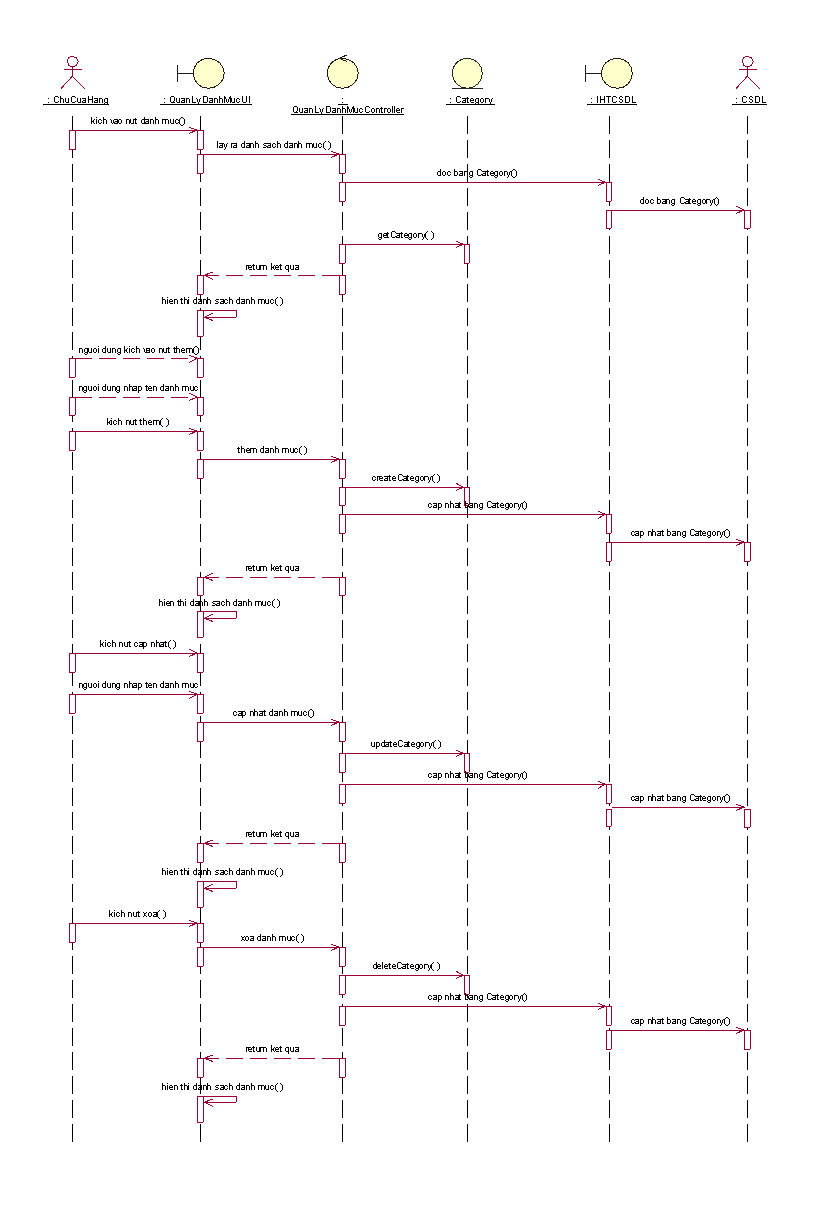 : ChuCuaHang
: QuanLyDanhMucUI
:
QuanLyDanhMucController
: Category
: IHTCSDL
: CSDL
kich vao nut danh muc()
lay ra danh sach danh muc( )
doc bang Category()
doc bang Category()
getCategory( )
return ket qua
hien thi danh sach danh muc( )
nguoi dung kich vao nut them()
nguoi dung nhap ten danh muc
kich nut them( )
them danh muc( )
createCategory( )
cap nhat bang Category()
cap nhat bang Category()
return ket qua
hien thi danh sach danh muc( )
kich nut cap nhat( )
nguoi dung nhap ten danh muc
cap nhat danh muc()
updateCategory( )
cap nhat bang Category()
cap nhat bang Category()
return ket qua
hien thi danh sach danh muc( )
kich nut xoa( )
xoa danh muc( )
deleteCategory( )
cap nhat bang Category()
cap nhat bang Category()
return ket qua
hien thi danh sach danh muc( )